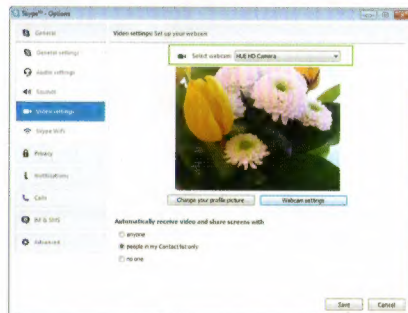 Skype™ - Options
General
Video settings: Set up your webcam
General settings
Select webcam: HUE HD Camera
Audio settings
Sounds
Video settings
Skype WiFi
Privacy
Notifications
Calls
Change your profile picture
Webcam settings
IM & SMS
Automatically receive video and share screens with
anyone
Advanced
people in my Contact list only
no one
Save
Cancel